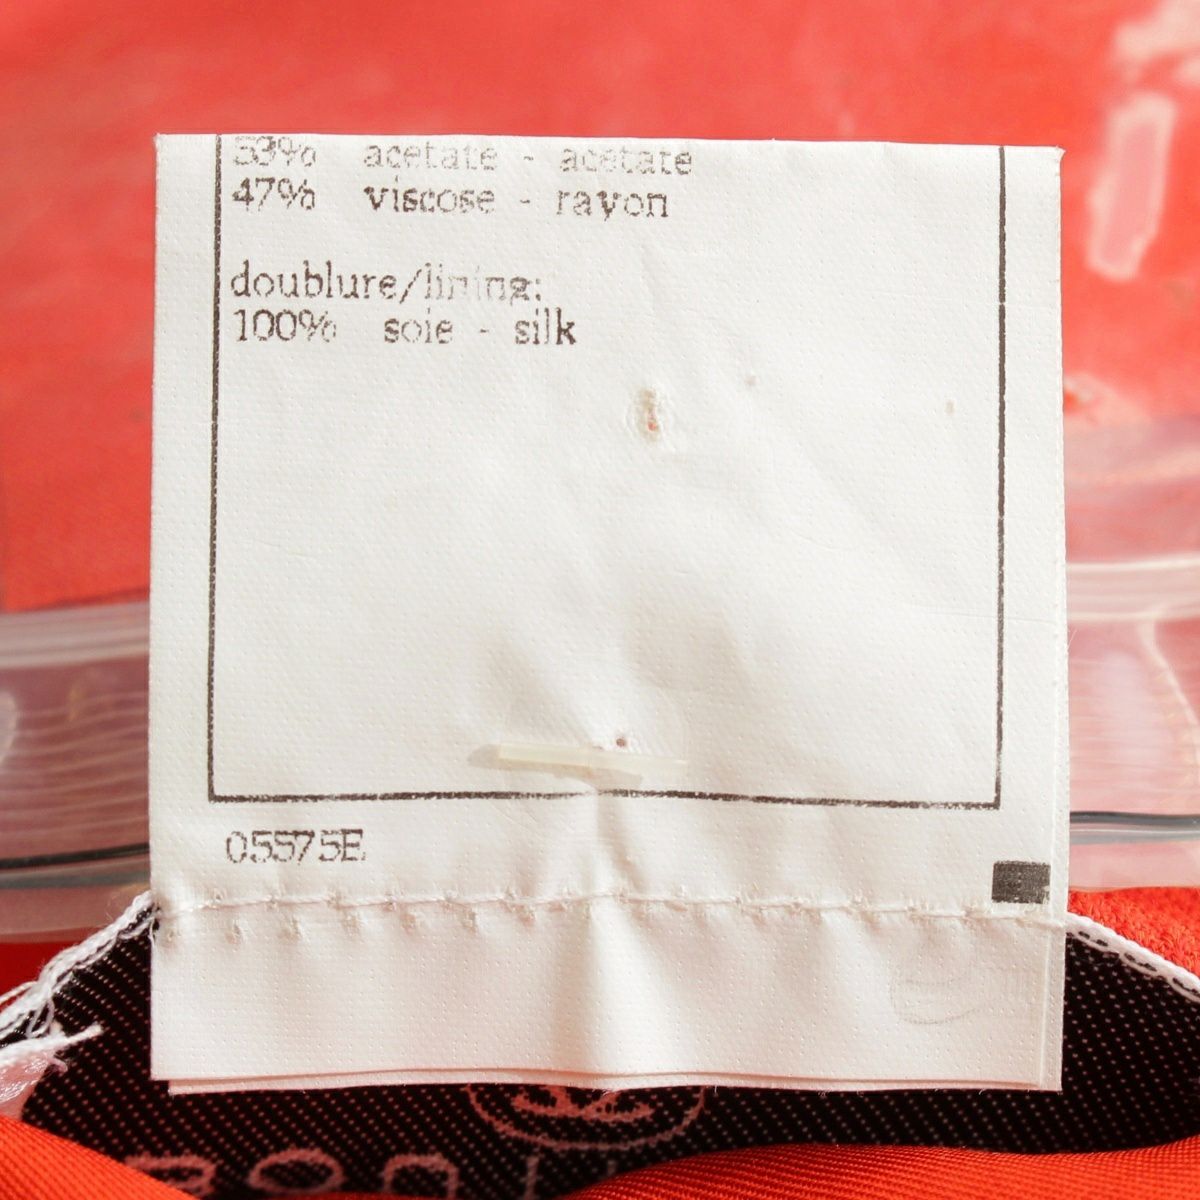 53% acetate - acetate
47% viscose - rayon
doublure/lining:
100% soie - silk
05575E